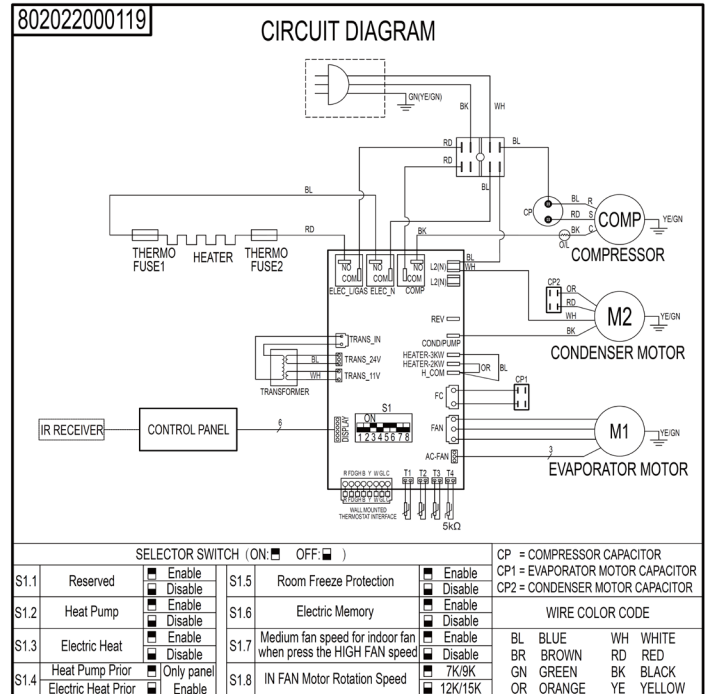 802022000119
CIRCUIT DIAGRAM
GN(YE/GN)
BK
WH
RD
BL
RD
BL
BL
CP
BL R
RD S
BK C
O/L
COMP
YE/GN
COMPRESSOR
RD
BK
THERMO FUSE1
HEATER
THERMO FUSE2
NO COM
NO COM
NO COM
ELEC_L/GAS
ELEC_N
COMP
L2(N)
BL
WH
L2(N)
CP2
OR
RD
WH
BK
M2
YE/GN
CONDENSER MOTOR
REV
COND/PUMP
TRANS_IN
BL
TRANS_24V
WH
TRANS_11V
TRANSFORMER
HEATER-3KW
HEATER-2KW
H_COM
OR
BL
CP1
FC
IR RECEIVER
CONTROL PANEL
6
DISPLAY
S1
ON
1 2 3 4 5 6 7 8
FAN
AC-FAN
3
M1
YE/GN
EVAPORATOR MOTOR
R FDGH B Y W GL C
R FDGH B Y W GL C
WALL MOUNTED
THERMOSTAT INTERFACE
T1 T2 T3 T4
5kΩ
SELECTOR SWITCH (ON: OFF: )
S1.1 Reserved Enable
Disable
S1.2 Heat Pump Enable
Disable
S1.3 Electric Heat Enable
Disable
S1.4 Heat Pump Prior Only panel
Electric Heat Prior Enable
S1.5 Room Freeze Protection Enable
Disable
S1.6 Electric Memory Enable
Disable
S1.7 Medium fan speed for indoor fan Enable
when press the HIGH FAN speed Disable
S1.8 IN FAN Motor Rotation Speed 7K/9K
12K/15K
CP = COMPRESSOR CAPACITOR
CP1 = EVAPORATOR MOTOR CAPACITOR
CP2 = CONDENSER MOTOR CAPACITOR
WIRE COLOR CODE
BL BLUE WH WHITE
BR BROWN RD RED
GN GREEN BK BLACK
OR ORANGE YE YELLOW